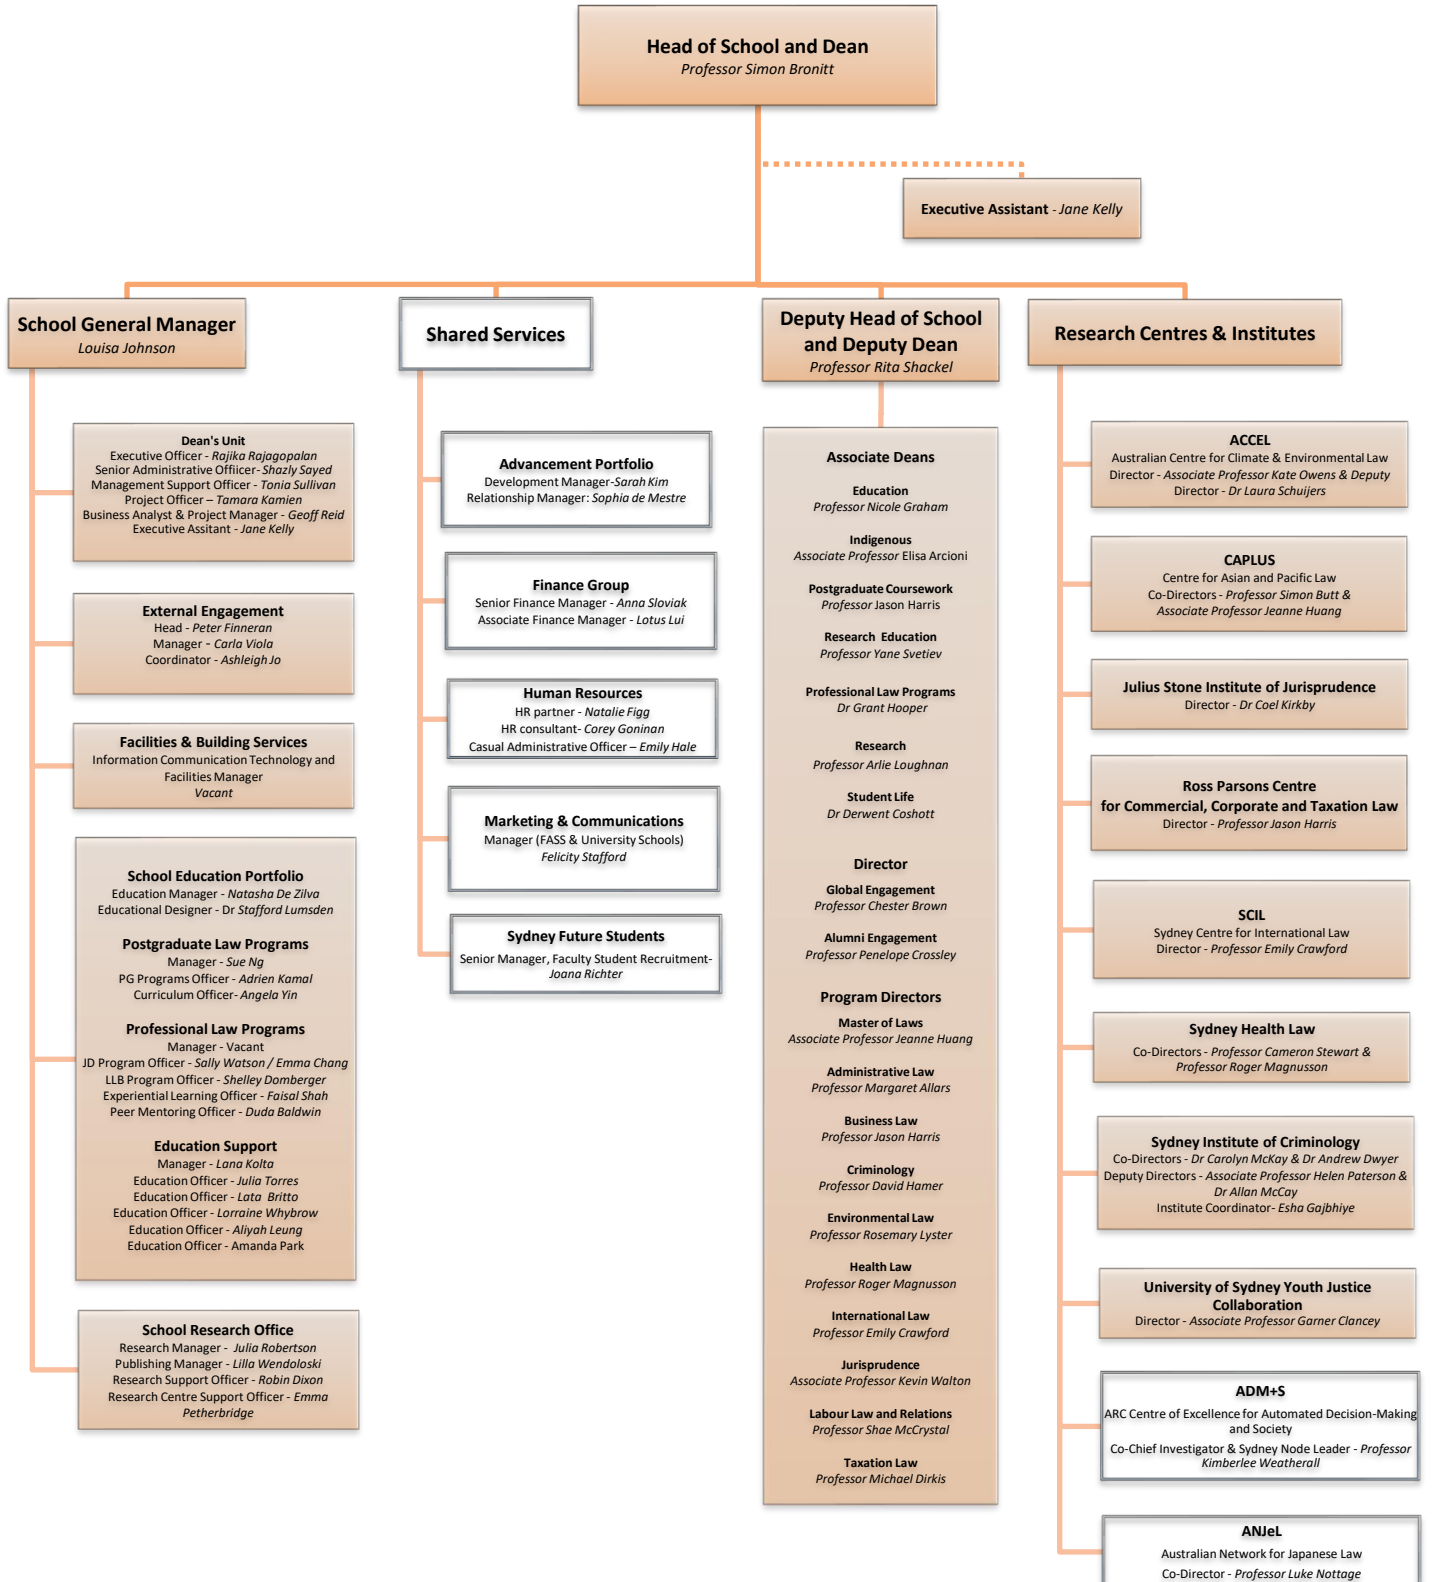 Head of School and Dean
Professor Simon Bronitt
Executive Assistant - Jane Kelly
School General Manager
Louisa Johnson
Dean's Unit
Executive Officer - Rajika Rajagopalan
Senior Administrative Offiicer- Shazly Sayed
Management Support Officer - Tonia Sullivan
Project Officer – Tamara Kamien
Business Analyst & Project Manager - Geoff Reid
Executive Assitant - Jane Kelly
External Engagement
Head - Peter Finneran
Manager - Carla Viola
Coordinator - Ashleigh Jo
Facilities & Building Services
Information Communication Technology and
Facilities Manager
Vacant
School Education Portfolio
Education Manager - Natasha De Zilva
Educational Designer - Dr Stafford Lumsden
Postgraduate Law Programs
Manager - Sue Ng
PG Programs Officer - Adrien Kamal
Curriculum Officer- Angela Yin
Professional Law Programs
Manager - Vacant
JD Program Officer - Sally Watson / Emma Chang
LLB Program Officer - Shelley Domberger
Experiential Learning Officer - Faisal Shah
Peer Mentoring Officer - Duda Baldwin
Education Support
Manager - Lana Kolta
Education Officer - Julia Torres
Education Officer - Lata Britto
Education Officer - Lorraine Whybrow
Education Officer - Aliyah Leung
Education Officer - Amanda Park
School Research Office
Research Manager - Julia Robertson
Publishing Manager - Lilla Wendoloski
Research Support Officer - Robin Dixon
Research Centre Support Officer - Emma
Petherbridge
Shared Services
Advancement Portfolio
Development Manager-Sarah Kim
Relationship Manager: Sophia de Mestre
Finance Group
Senior Finance Manager - Anna Sloviak
Associate Finance Manager - Lotus Lui
Human Resources
HR partner - Natalie Figg
HR consultant- Corey Goninan
Casual Administrative Officer – Emily Hale
Marketing & Communications
Manager (FASS & University Schools)
Felicity Stafford
Sydney Future Students
Senior Manager, Faculty Student Recruitment-
Joana Richter
Deputy Head of School
and Deputy Dean
Professor Rita Shackel
Associate Deans
Education
Professor Nicole Graham
Indigenous
Associate Professor Elisa Arcioni
Postgraduate Coursework
Professor Jason Harris
Research Education
Professor Yane Svetiev
Professional Law Programs
Dr Grant Hooper
Research
Professor Arlie Loughnan
Student Life
Dr Derwent Coshott
Director
Global Engagement
Professor Chester Brown
Alumni Engagement
Professor Penelope Crossley
Program Directors
Master of Laws
Associate Professor Jeanne Huang
Administrative Law
Professor Margaret Allars
Business Law
Professor Jason Harris
Criminology
Professor David Hamer
Environmental Law
Professor Rosemary Lyster
Health Law
Professor Roger Magnusson
International Law
Professor Emily Crawford
Jurisprudence
Associate Professor Kevin Walton
Labour Law and Relations
Professor Shae McCrystal
Taxation Law
Professor Michael Dirkis
Research Centres & Institutes
ACCEL
Australian Centre for Climate & Environmental Law
Director - Associate Professor Kate Owens & Deputy
Director - Dr Laura Schuijers
CAPLUS
Centre for Asian and Pacific Law
Co-Directors - Professor Simon Butt &
Associate Professor Jeanne Huang
Julius Stone Institute of Jurisprudence
Director - Dr Coel Kirkby
Ross Parsons Centre
for Commercial, Corporate and Taxation Law
Director - Professor Jason Harris
SCIL
Sydney Centre for International Law
Director - Professor Emily Crawford
Sydney Health Law
Co-Directors - Professor Cameron Stewart &
Professor Roger Magnusson
Sydney Institute of Criminology
Co-Directors - Dr Carolyn McKay & Dr Andrew Dwyer
Deputy Directors - Associate Professor Helen Paterson &
Dr Allan McCay
Institute Coordinator- Esha Gajbhiye
University of Sydney Youth Justice
Collaboration
Director - Associate Professor Garner Clancey
ADM+S
ARC Centre of Excellence for Automated Decision-Making
and Society
Co-Chief Investigator & Sydney Node Leader - Professor
Kimberlee Weatherall
ANJeL
Australian Network for Japanese Law
Co-Director - Professor Luke Nottage